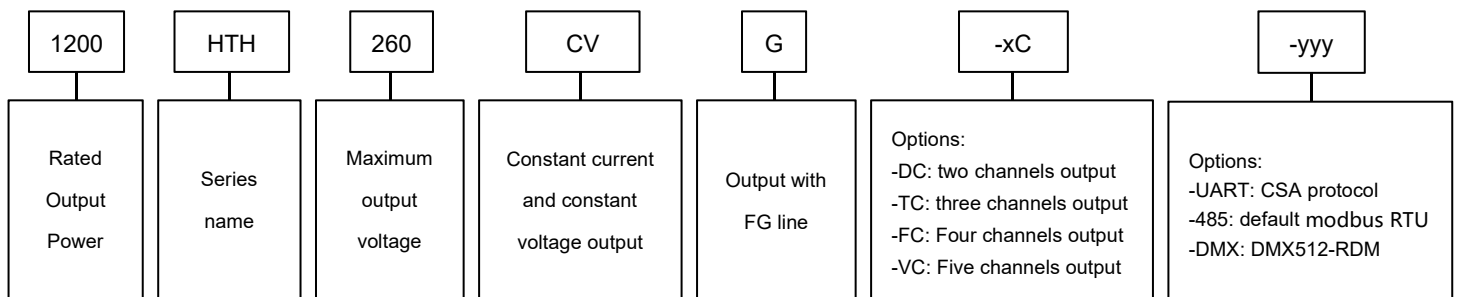 1200
HTH
260
CV
G
-xC
-yyy
Rated
Output
Power
Series
name
Maximum
output
voltage
Constant current
and constant
voltage output
Output with
FG line
Options:
-DC: two channels output
-TC: three channels output
-FC: Four channels output
-VC: Five channels output
Options:
-UART: CSA protocol
-485: default modbus RTU
-DMX: DMX512-RDM